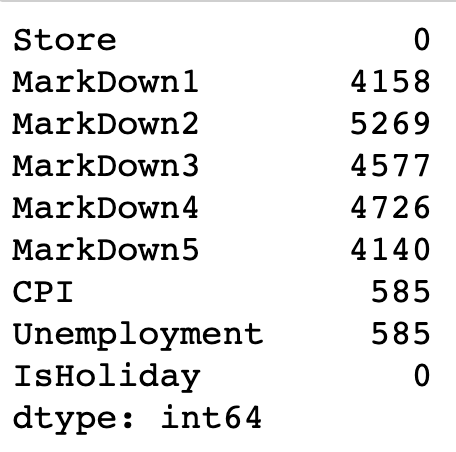 Store 0
MarkDown1 4158
MarkDown2 5269
MarkDown3 4577
MarkDown4 4726
MarkDown5 4140
CPI 585
Unemployment 585
IsHoliday 0
dtype: int64